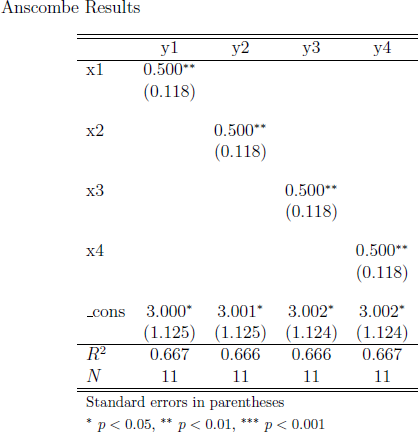 Anscombe Results
y1 y2 y3 y4
x1 0.500**
(0.118)
x2 0.500**
(0.118)
x3 0.500**
(0.118)
x4 0.500**
(0.118)
_cons 3.000* 3.001* 3.002* 3.002*
(1.125) (1.125) (1.124) (1.124)
R² 0.667 0.666 0.666 0.667
N 11 11 11 11
Standard errors in parentheses
* p < 0.05, ** p < 0.01, *** p < 0.001